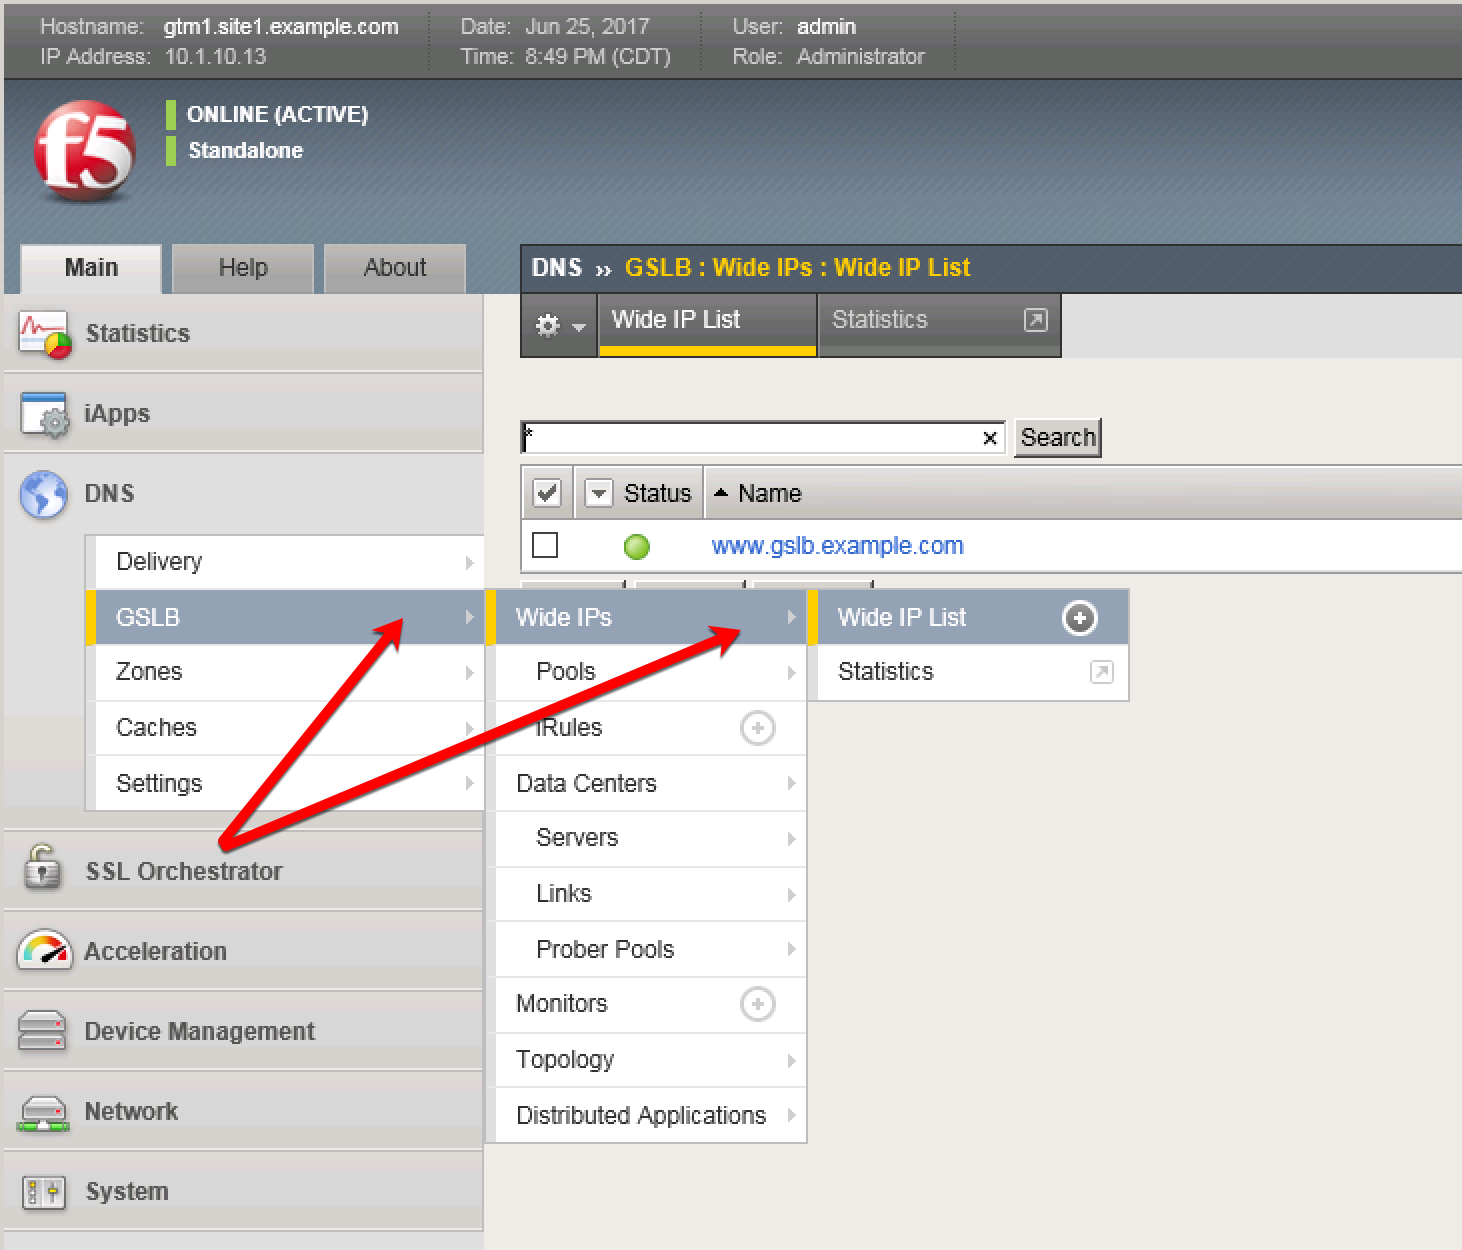 Hostname: gtm1.site1.example.com Date: Jun 25, 2017 User: admin
IP Address: 10.1.10.13 Time: 8:49 PM (CDT) Role: Administrator
f5
ONLINE (ACTIVE)
Standalone
Main Help About
DNS ›› GSLB : Wide IPs : Wide IP List
Wide IP List Statistics
Statistics
iApps
* × Search
Status Name
DNS
www.gslb.example.com
Delivery
GSLB Wide IPs Wide IP List
Zones Pools Statistics
Caches iRules
Settings Data Centers
Servers
SSL Orchestrator
Links
Acceleration Prober Pools
Monitors
Device Management
Topology
Network Distributed Applications
System